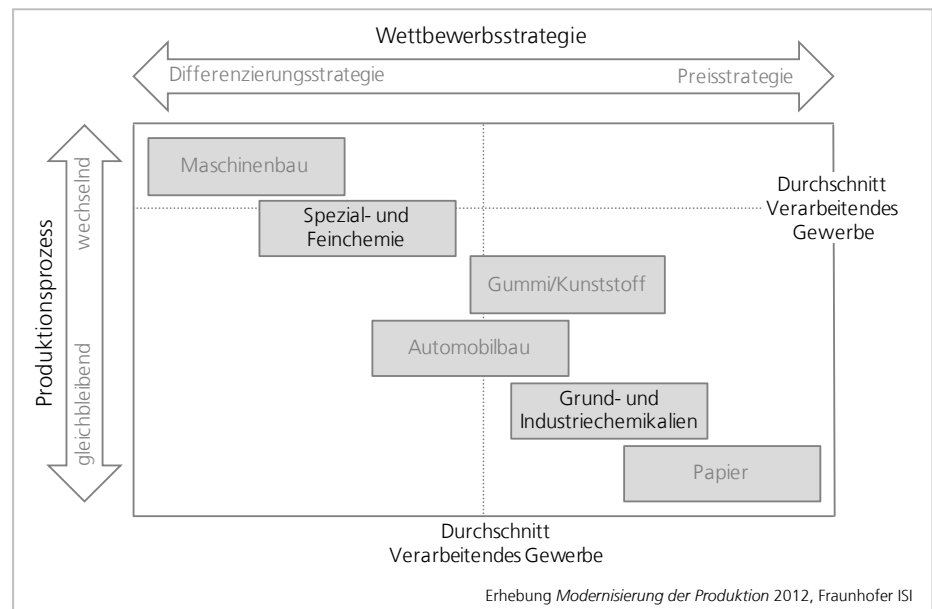 Wettbewerbsstrategie
Differenzierungsstrategie
Preisstrategie
Produktionsprozess
wechselnd
gleichbleibend
Maschinenbau
Durchschnitt
Verarbeitendes
Gewerbe
Spezial- und
Feinchemie
Gummi/Kunststoff
Automobilbau
Grund- und
Industriechemikalien
Papier
Durchschnitt
Verarbeitendes Gewerbe
Erhebung Modernisierung der Produktion 2012, Fraunhofer ISI